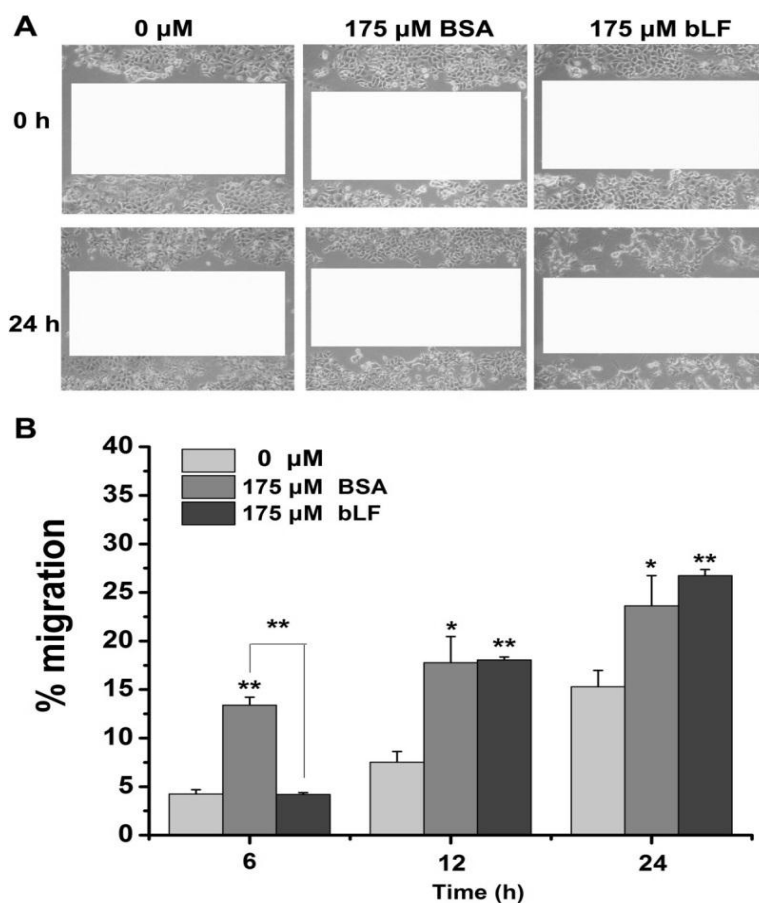 A
0 µM 175 µM BSA 175 µM bLF
0 h
24 h
B
% migration
40
35
30
25
20
15
10
5
0
0 µM
175 µM BSA
175 µM bLF
**
**
*
**
*
**
6 12 24
Time (h)